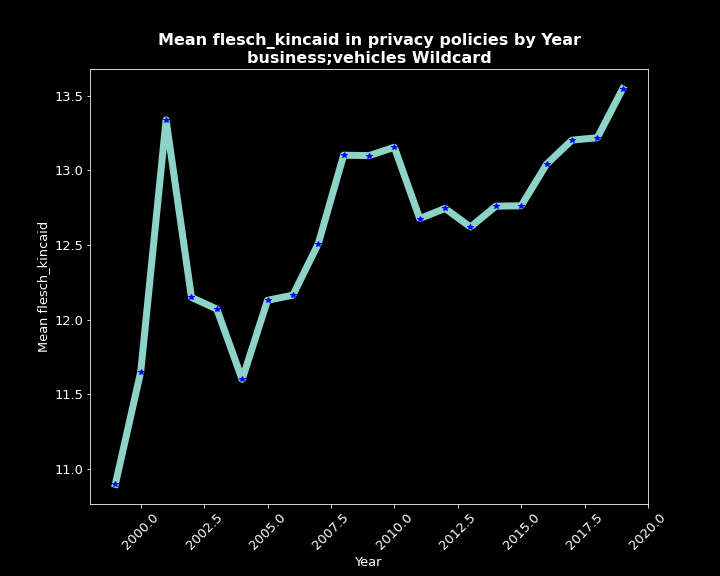 Mean flesch_kincaid in privacy policies by Year
business;vehicles Wildcard
13.5
13.0
12.5
12.0
11.5
11.0
Mean flesch_kincaid
2000.0 2002.5 2005.0 2007.5 2010.0 2012.5 2015.0 2017.5 2020.0
Year